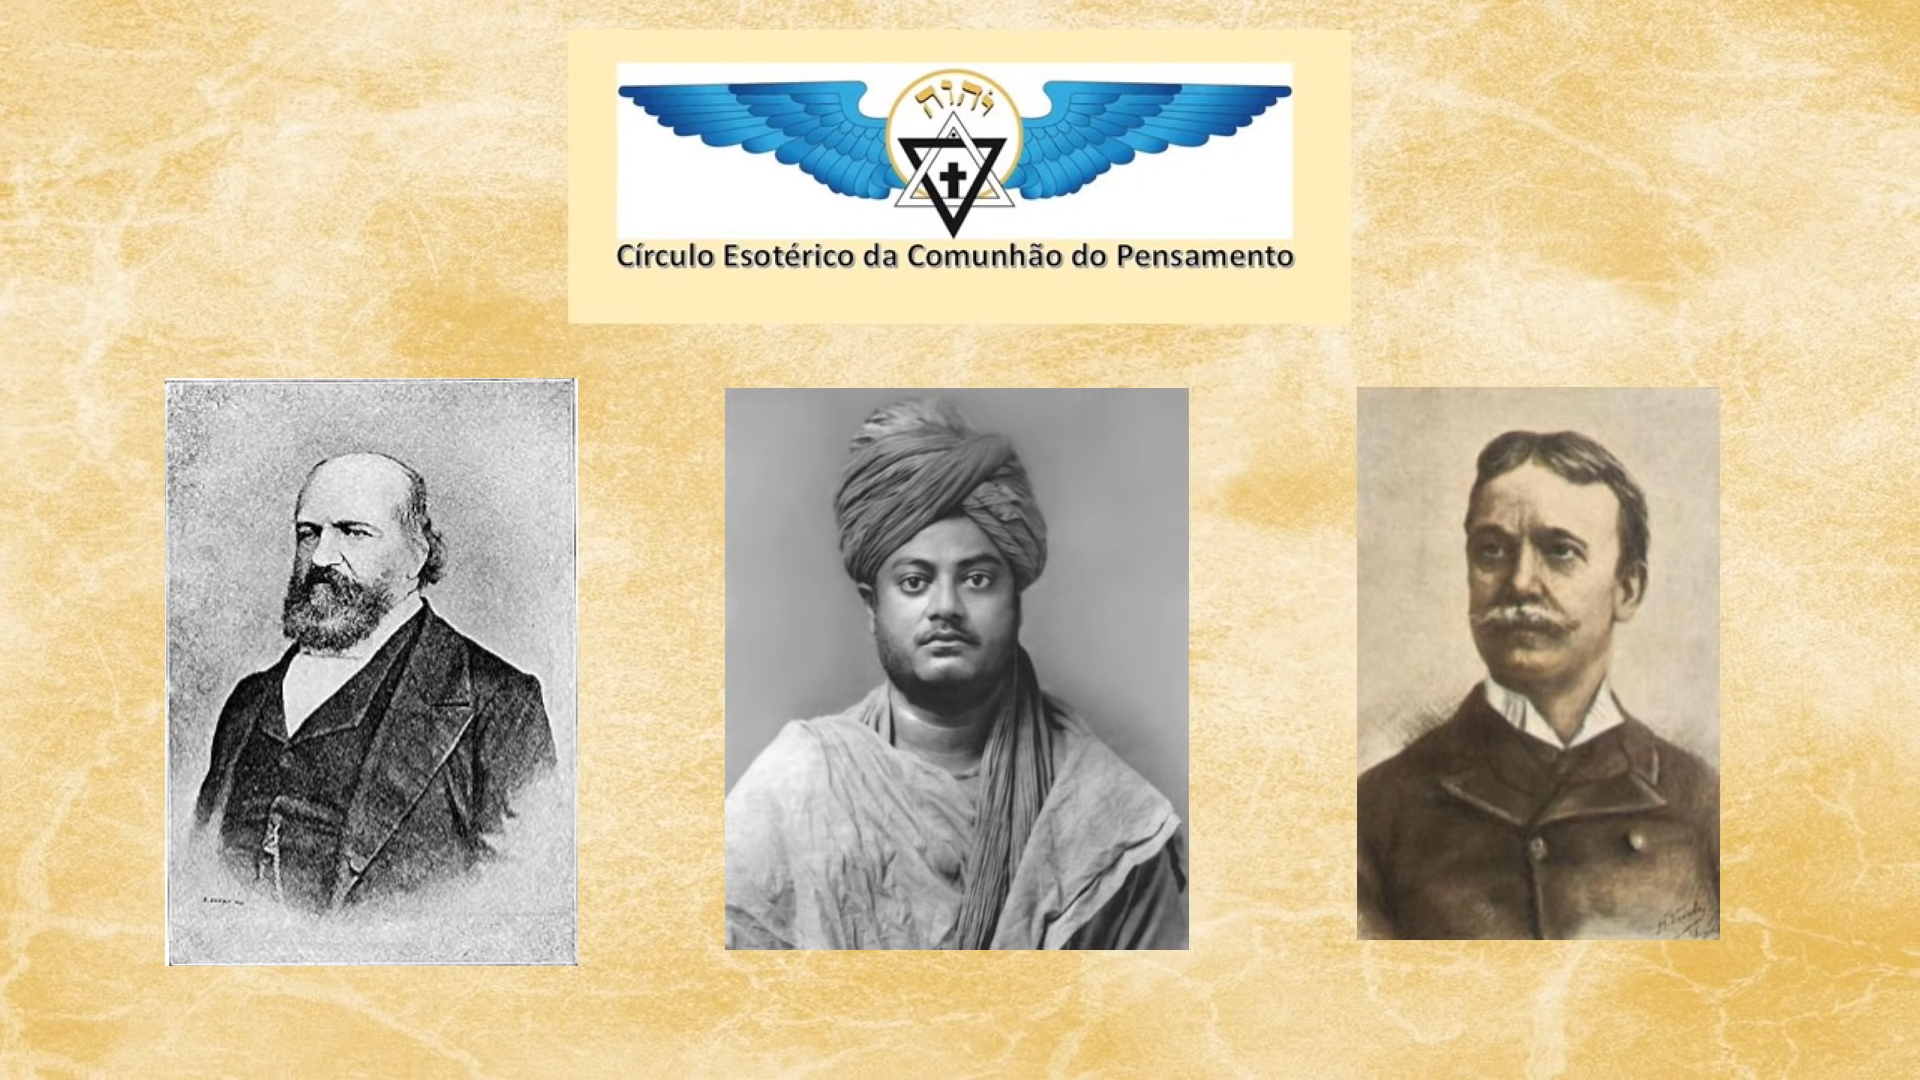 יהוה
Círculo Esotérico da Comunhão do Pensamento